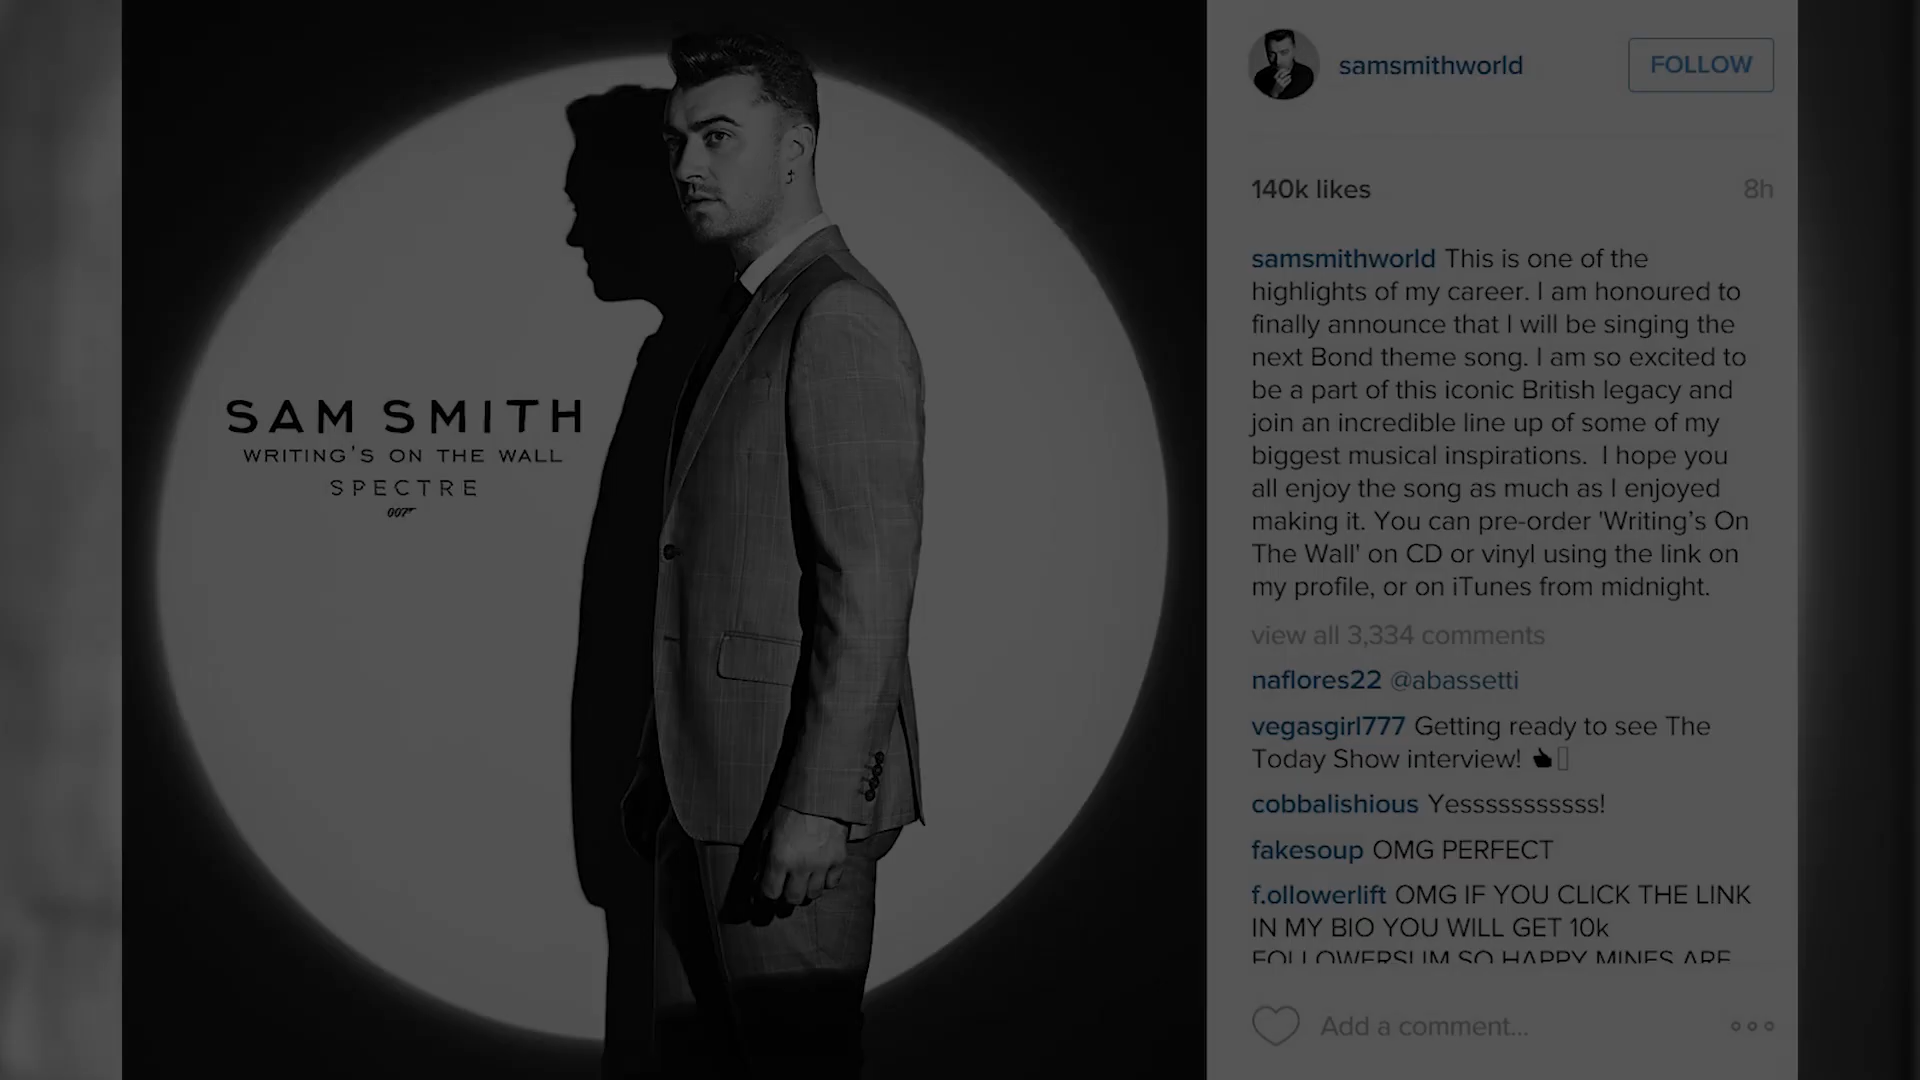 SAM SMITH
WRITING'S ON THE WALL
SPECTRE
007
samsmithworld
FOLLOW
140k likes
8h
samsmithworld This is one of the
highlights of my career. I am honoured to
finally announce that I will be singing the
next Bond theme song. I am so excited to
be a part of this iconic British legacy and
join an incredible line up of some of my
biggest musical inspirations. I hope you
all enjoy the song as much as I enjoyed
making it. You can pre-order 'Writing’s On
The Wall' on CD or vinyl using the link on
my profile, or on iTunes from midnight.
view all 3,334 comments
naflores22 @abassetti
vegasgirl777 Getting ready to see The
Today Show interview!
cobbalishious Yesssssssssss!
fakesoup OMG PERFECT
f.ollowerlift OMG IF YOU CLICK THE LINK
IN MY BIO YOU WILL GET 10k
FOLLOWERS! IM SO HAPPY MINES ARE
Add a comment...